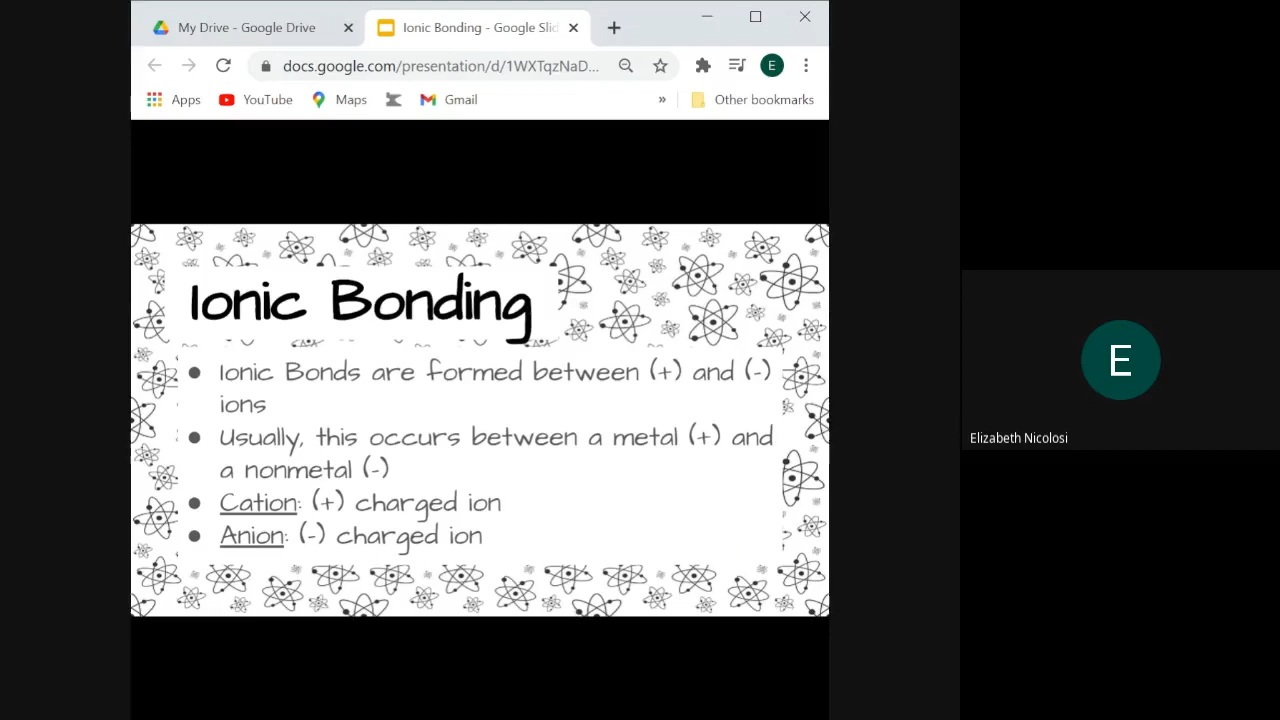 My Drive - Google Drive
Ionic Bonding - Google Slid
docs.google.com/presentation/d/1WXTqzNaD...
E
Apps
YouTube
Maps
Gmail
»
Other bookmarks
Ionic Bonding
● Ionic Bonds are formed between (+) and (-)
ions
● Usually, this occurs between a metal (+) and
a nonmetal (-)
● Cation: (+) charged ion
● Anion: (-) charged ion
E
Elizabeth Nicolosi